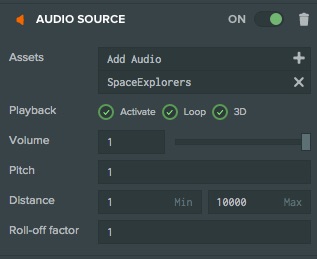 AUDIO SOURCE ON
Assets Add Audio
SpaceExplorers
Playback Activate Loop 3D
Volume 1
Pitch 1
Distance 1 Min 10000 Max
Roll-off factor 1